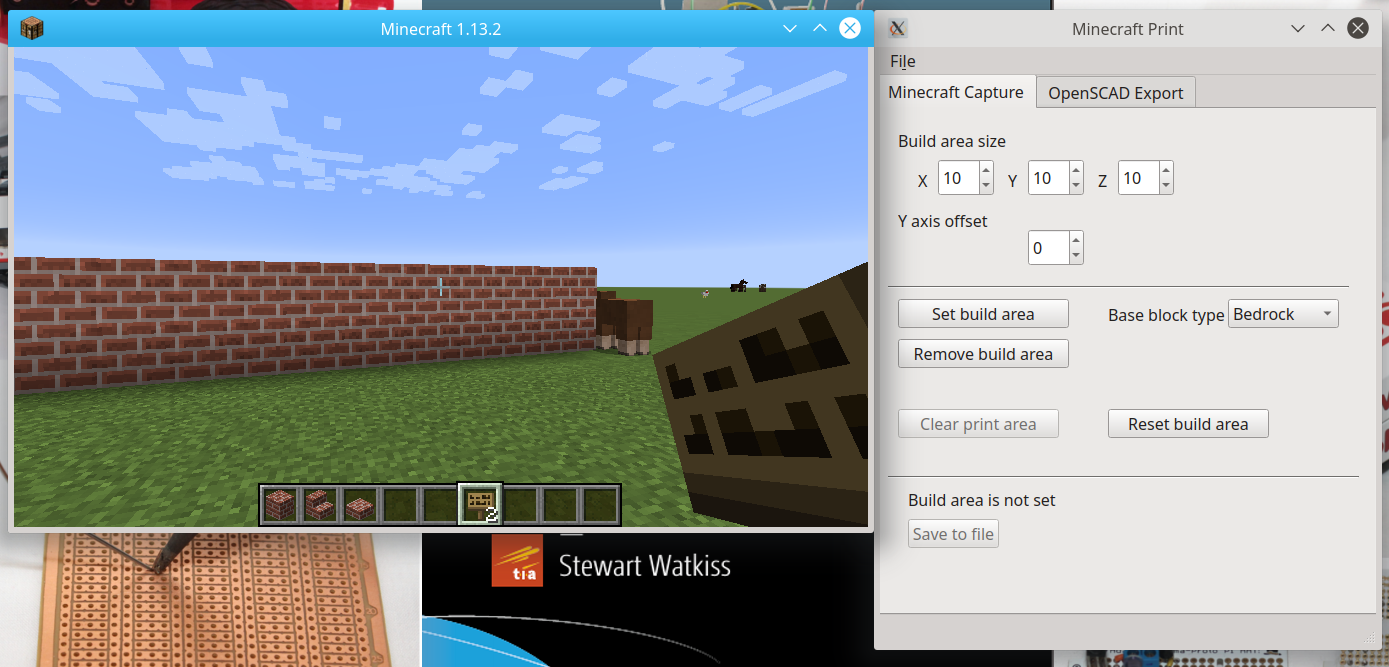 Minecraft 1.13.2
2
tia
Stewart Watkiss
Minecraft Print
File
Minecraft Capture
OpenSCAD Export
Build area size
X 10 Y 10 Z 10
Y axis offset
0
Set build area
Base block type Bedrock
Remove build area
Clear print area
Reset build area
Build area is not set
Save to file